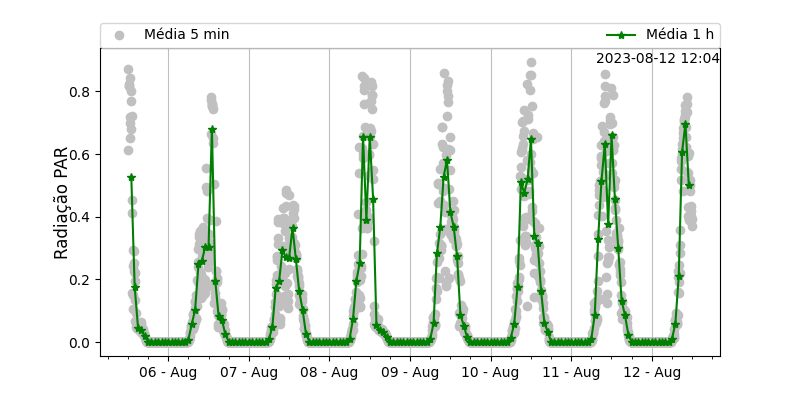 Média 5 min
Média 1 h
2023-08-12 12:04
Radiação PAR
0.8
0.6
0.4
0.2
0.0
06 - Aug
07 - Aug
08 - Aug
09 - Aug
10 - Aug
11 - Aug
12 - Aug